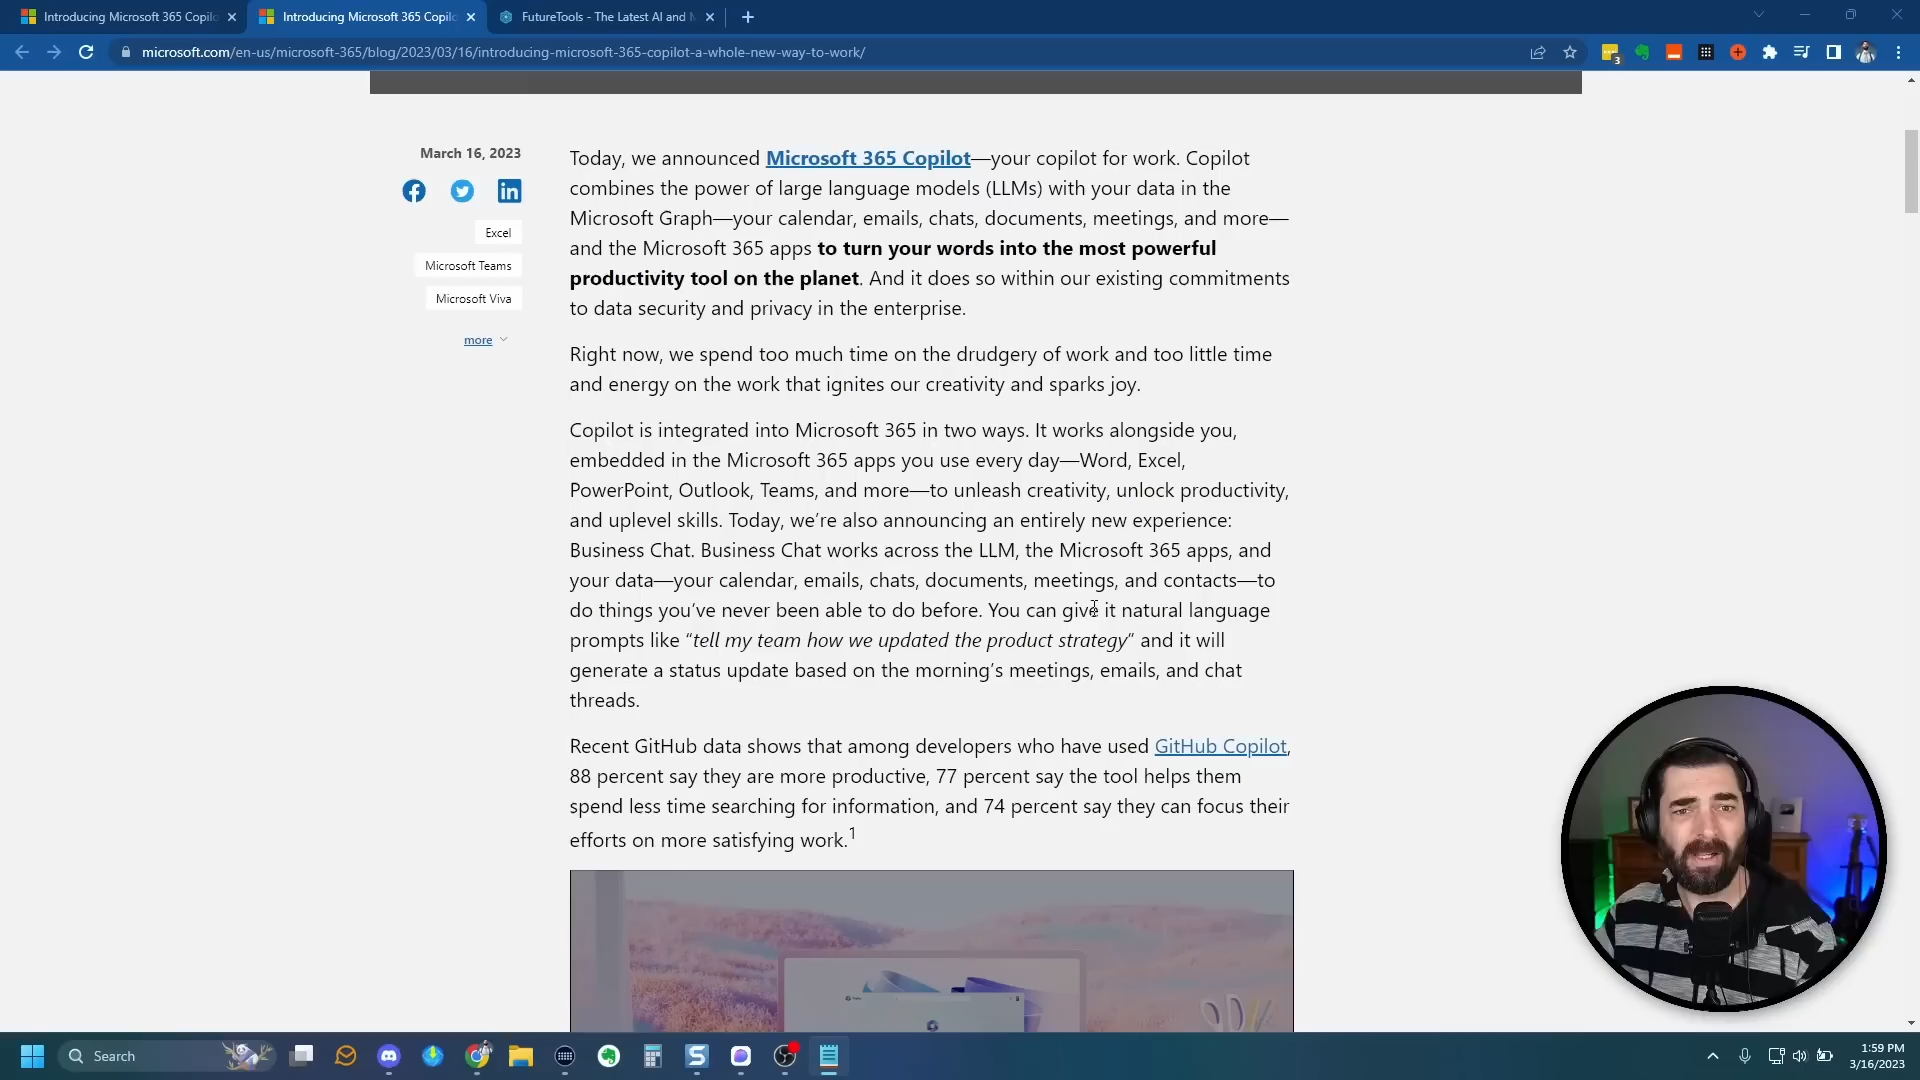 Introducing Microsoft 365 Copilo
Introducing Microsoft 365 Copilo
FutureTools - The Latest AI and
microsoft.com/en-us/microsoft-365/blog/2023/03/16/introducing-microsoft-365-copilot-a-whole-new-way-to-work/
3
March 16, 2023
Excel
Microsoft Teams
Microsoft Viva
more
Today, we announced Microsoft 365 Copilot—your copilot for work. Copilot
combines the power of large language models (LLMs) with your data in the
Microsoft Graph—your calendar, emails, chats, documents, meetings, and more—
and the Microsoft 365 apps to turn your words into the most powerful
productivity tool on the planet. And it does so within our existing commitments
to data security and privacy in the enterprise.
Right now, we spend too much time on the drudgery of work and too little time
and energy on the work that ignites our creativity and sparks joy.
Copilot is integrated into Microsoft 365 in two ways. It works alongside you,
embedded in the Microsoft 365 apps you use every day—Word, Excel,
PowerPoint, Outlook, Teams, and more—to unleash creativity, unlock productivity,
and uplevel skills. Today, we’re also announcing an entirely new experience:
Business Chat. Business Chat works across the LLM, the Microsoft 365 apps, and
your data—your calendar, emails, chats, documents, meetings, and contacts—to
do things you’ve never been able to do before. You can give it natural language
prompts like “tell my team how we updated the product strategy” and it will
generate a status update based on the morning’s meetings, emails, and chat
threads.
Recent GitHub data shows that among developers who have used GitHub Copilot,
88 percent say they are more productive, 77 percent say the tool helps them
spend less time searching for information, and 74 percent say they can focus their
efforts on more satisfying work.1
Search
1:59 PM
3/16/2023